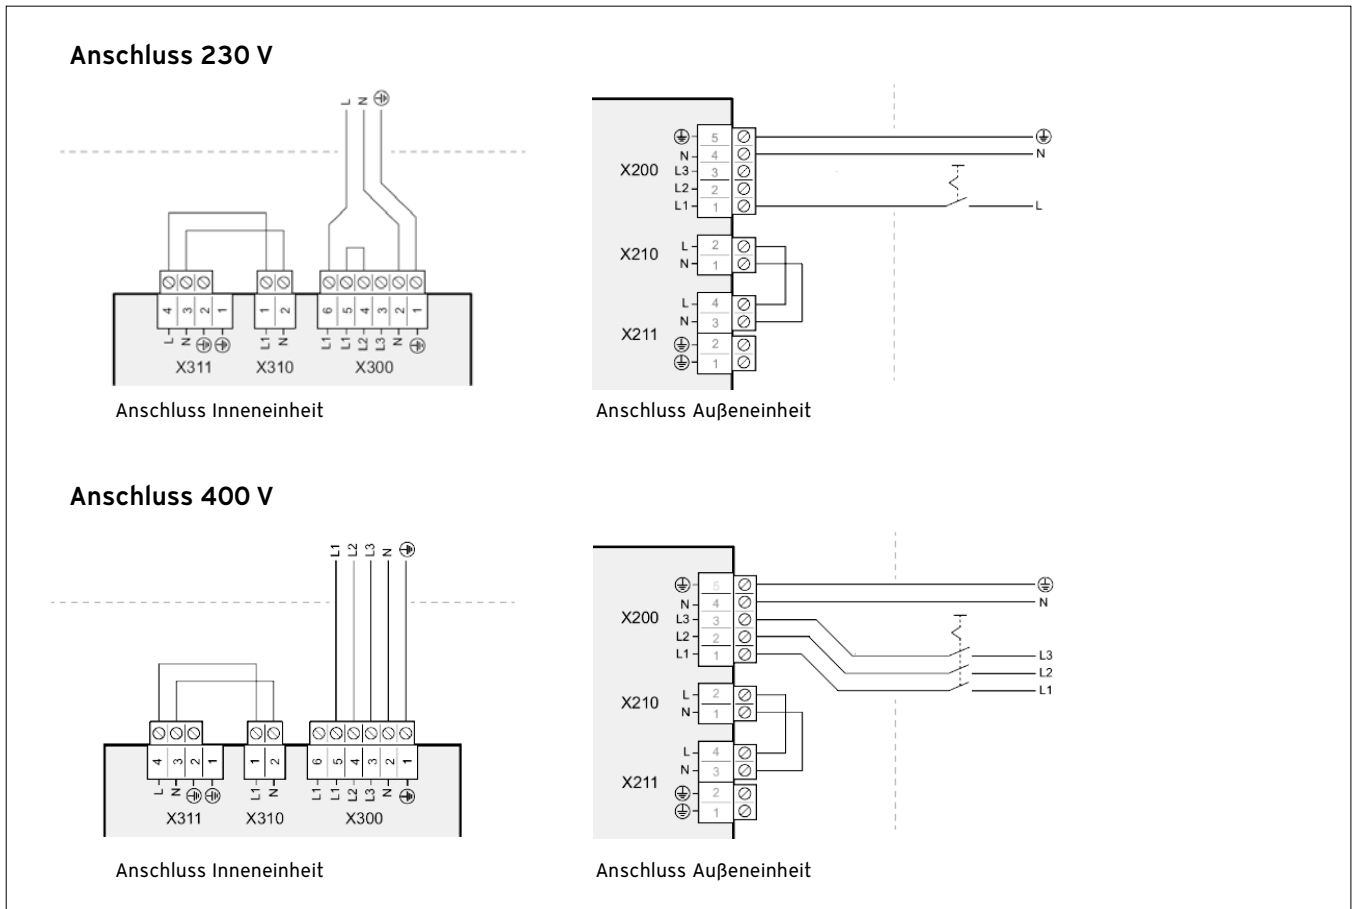 Anschluss 230 V
L N
X200
5
N 4
L3 3
L2 2
L1 1
N
L
X210
L 2
N 1
X211
L 4
N 3
2
1
4 3 2 1
L N
X311
1 2
L1 N
X310
6 5 4 3 2 1
L1 L1 L2 L3 N
X300
Anschluss Inneneinheit
Anschluss Außeneinheit
Anschluss 400 V
L1 L2 L3 N
X200
5
N 4
L3 3
L2 2
L1 1
N
L3
L2
L1
X210
L 2
N 1
X211
L 4
N 3
2
1
4 3 2 1
L N
X311
1 2
L1 N
X310
6 5 4 3 2 1
L1 L1 L2 L3 N
X300
Anschluss Inneneinheit
Anschluss Außeneinheit